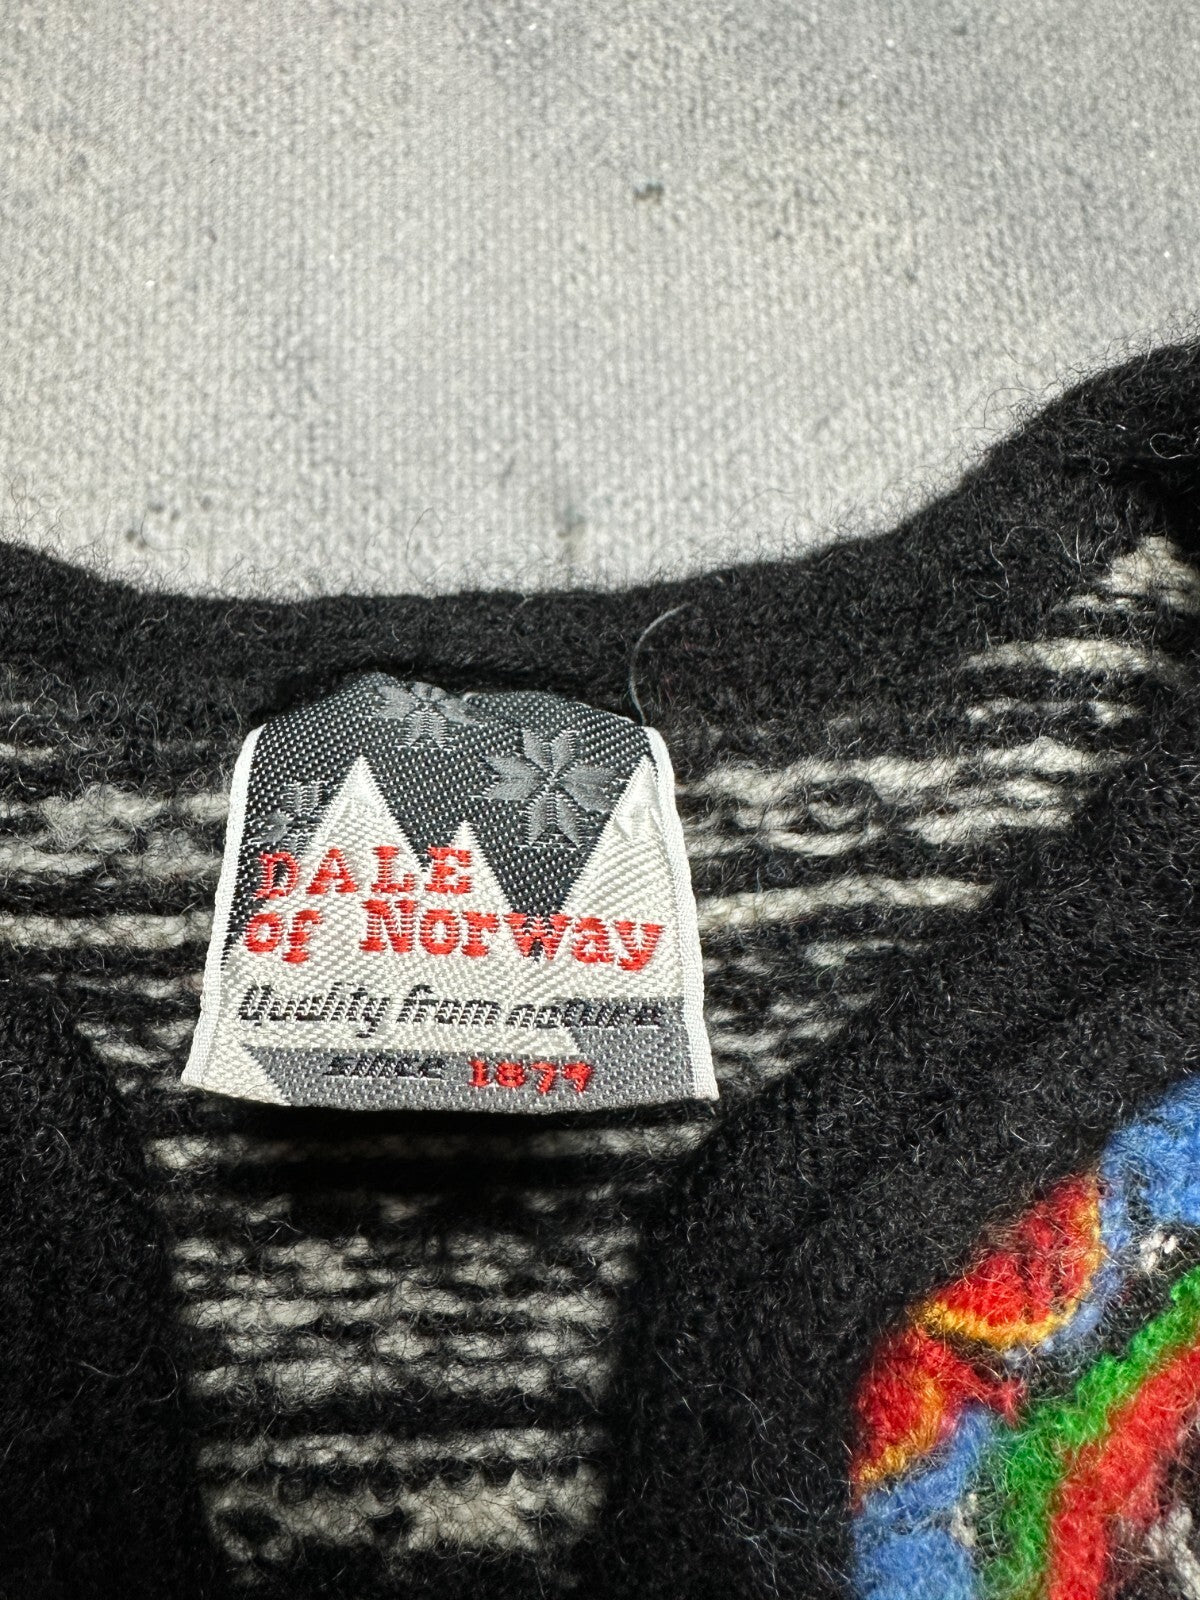 DALE
of Norway
Quality from nature
since 1879